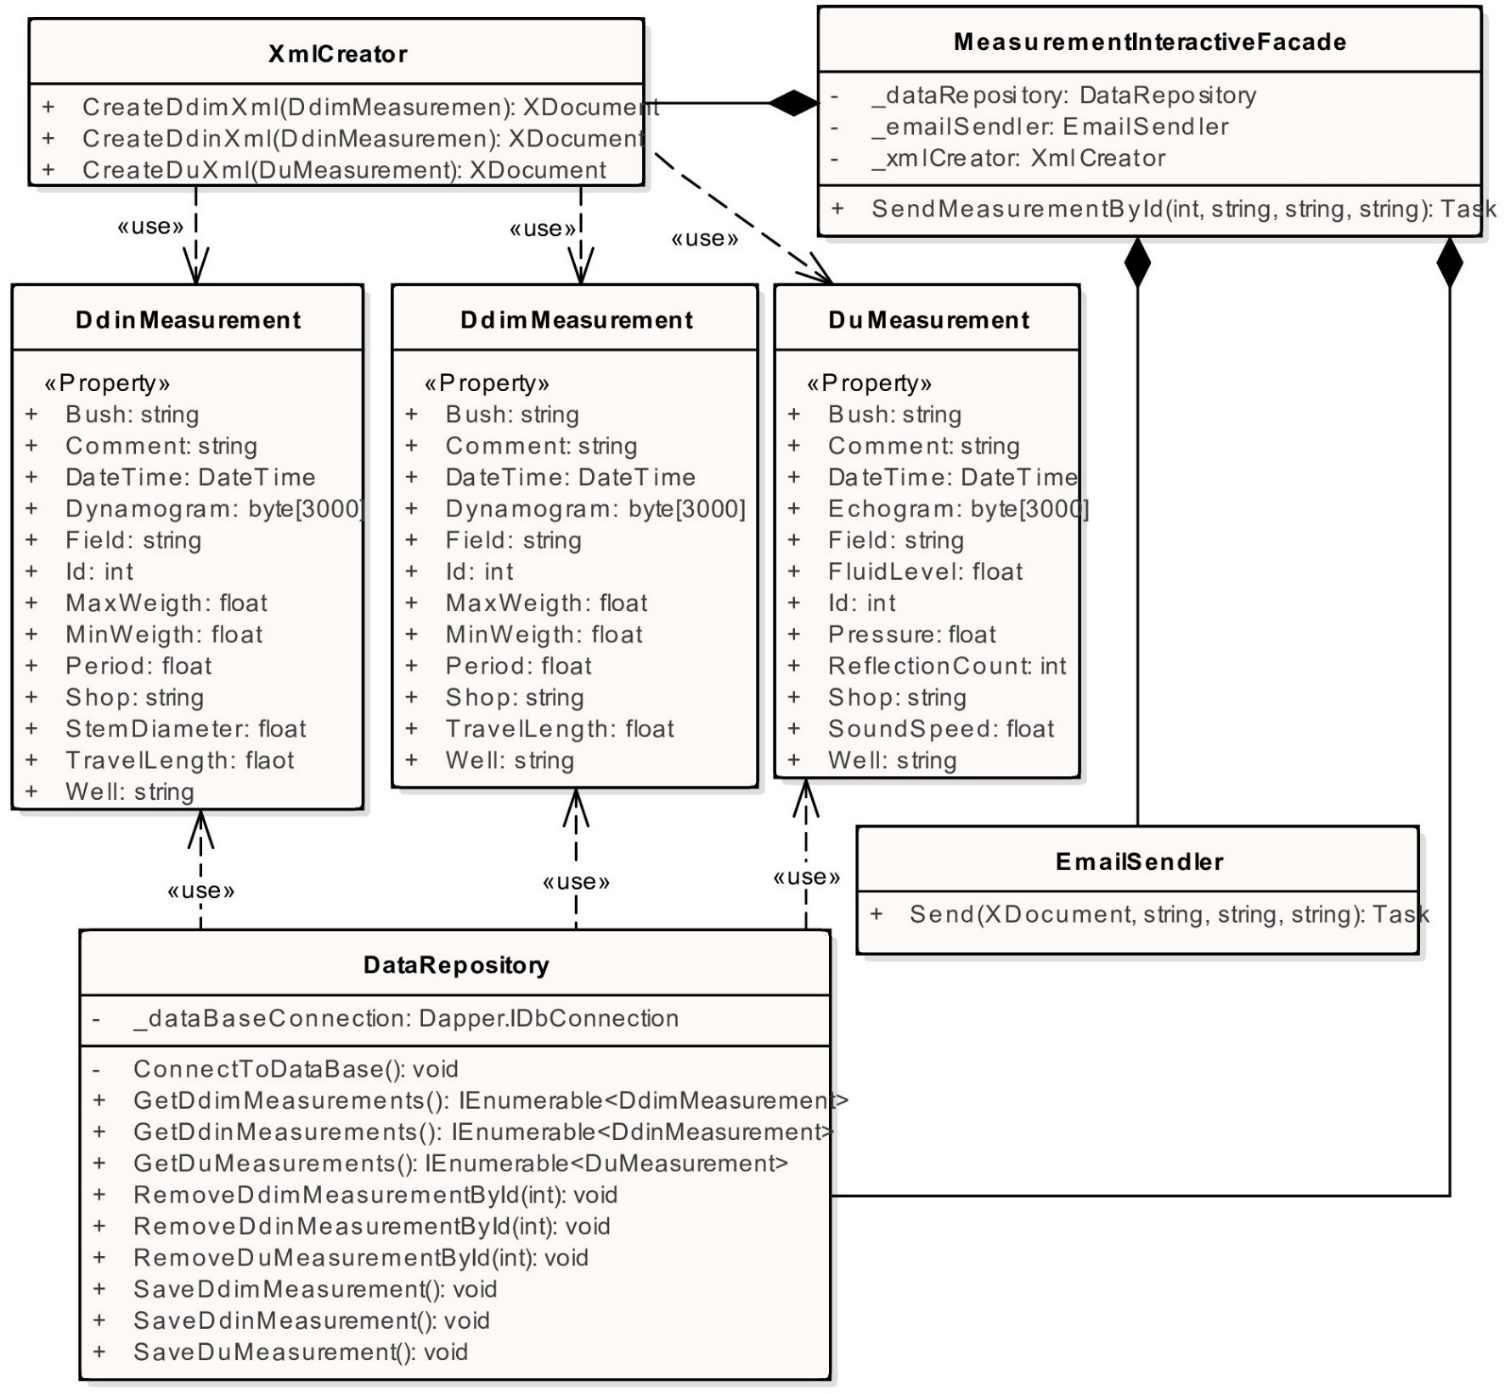 XmlCreator
+ CreateDdimXml(DdimMeasuremen): XDocument
+ CreateDdinXml(DdinMeasuremen): XDocument
+ CreateDuXml(DuMeasurement): XDocument
MeasurementInteractiveFacade
- _dataRepository: DataRepository
- _emailSendler: EmailSendler
- _xmlCreator: XmlCreator
+ SendMeasurementById(int, string, string, string): Task
«use»
«use»
«use»
DdinMeasurement
«Property»
+ Bush: string
+ Comment: string
+ DateTime: DateTime
+ Dynamogram: byte[3000]
+ Field: string
+ Id: int
+ MaxWeigth: float
+ MinWeigth: float
+ Period: float
+ Shop: string
+ StemDiameter: float
+ TravelLength: flaot
+ Well: string
DdimMeasurement
«Property»
+ Bush: string
+ Comment: string
+ DateTime: DateTime
+ Dynamogram: byte[3000]
+ Field: string
+ Id: int
+ MaxWeigth: float
+ MinWeigth: float
+ Period: float
+ Shop: string
+ TravelLength: float
+ Well: string
DuMeasurement
«Property»
+ Bush: string
+ Comment: string
+ DateTime: DateTime
+ Echogram: byte[3000]
+ Field: string
+ FluidLevel: float
+ Id: int
+ Pressure: float
+ ReflectionCount: int
+ Shop: string
+ SoundSpeed: float
+ Well: string
«use»
«use»
«use»
EmailSendler
+ Send(XDocument, string, string, string): Task
DataRepository
- _dataBaseConnection: Dapper.IDbConnection
- ConnectToDataBase(): void
+ GetDdimMeasurements(): IEnumerable<DdimMeasurement>
+ GetDdinMeasurements(): IEnumerable<DdinMeasurement>
+ GetDuMeasurements(): IEnumerable<DuMeasurement>
+ RemoveDdimMeasurementById(int): void
+ RemoveDdinMeasurementById(int): void
+ RemoveDuMeasurementById(int): void
+ SaveDdimMeasurement(): void
+ SaveDdinMeasurement(): void
+ SaveDuMeasurement(): void